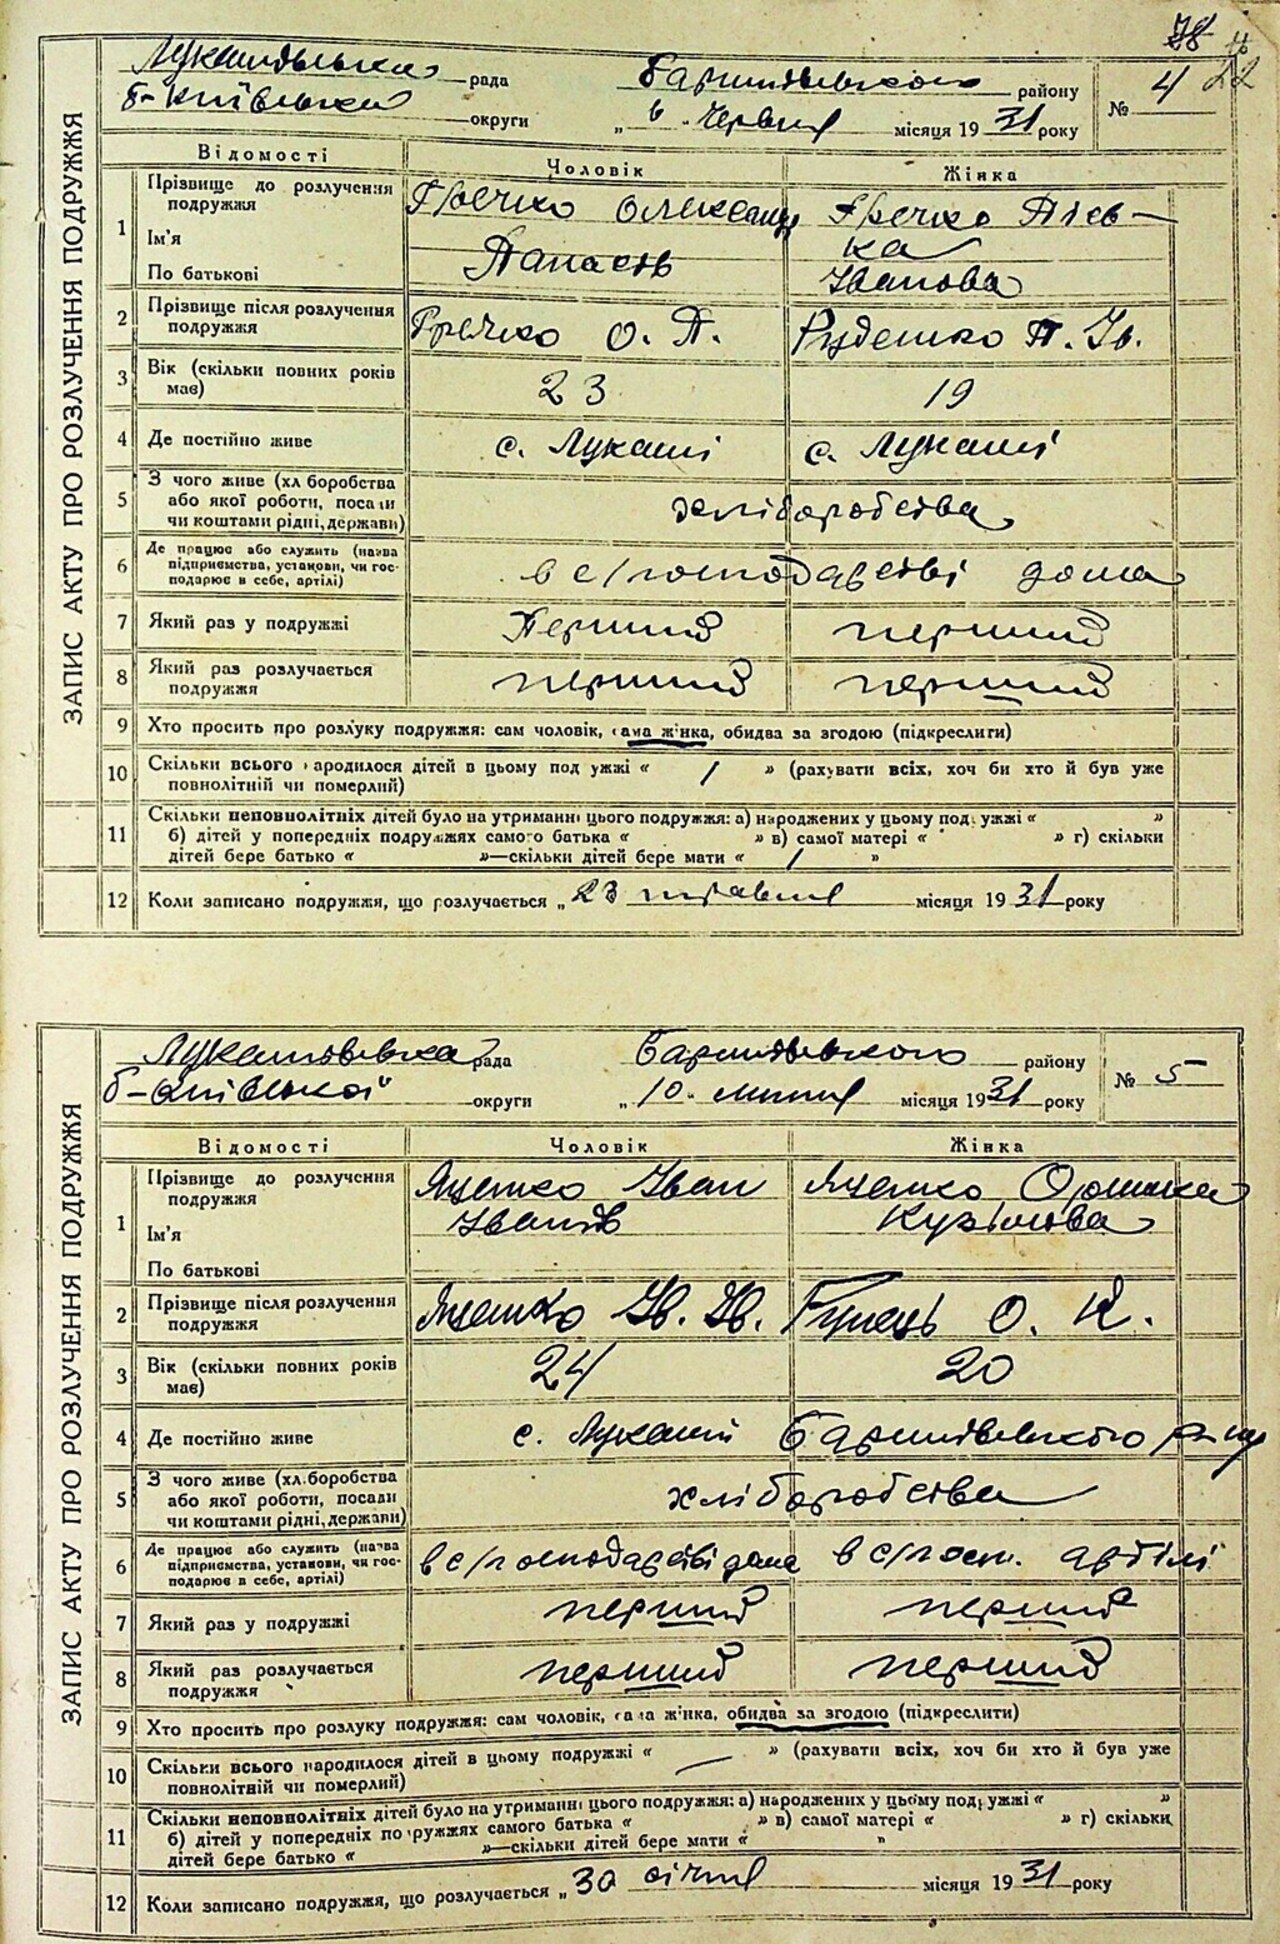 78
22
ЗАПИС АКТУ ПРО РОЗЛУЧЕННЯ ПОДРУЖЖЯ
Лукашівська рада Баришівського району № 4
б-Київська округи „6 червня місяця 1931 року
Відомості Чоловік Жінка
1 Прізвище до розлучення подружжя Гречко Олександр Гречко Пісв-
Ім'я ка
По батькові Панасів Іванова
2 Прізвище після розлучення подружжя Гречко О. П. Руденко П. Ів.
3 Вік (скільки повних років має) 23 19
4 Де постійно живе с. Лукаші с. Лукаші
5 З чого живе (хл боробства або якої роботи, посади чи коштами рідні, держави) хліборобства
6 Де працює або служить (назва підприємства, установи, чи господарює в себе, артілі) в с/господарстві дома
7 Який раз у подружжі Перший перший
8 Який раз розлучається подружжя перший перший
9 Хто просить про розлуку подружжя: сам чоловік, сама жінка, обидва за згодою (підкреслити)
10 Скільки всього народилося дітей в цьому подружжі « 1 » (рахувати всіх, хоч би хто й був уже
повнолітній чи померлий)
11 Скільки неповнолітніх дітей було на утриманні цього подружжя: а) народжених у цьому подружжі « »
б) дітей у попередніх подружжях самого батька « » в) самої матері « » г) скільки
дітей бере батько « »—скільки дітей бере мати « 1 »
12 Коли записано подружжя, що розлучається „23 травня місяця 1931 року
ЗАПИС АКТУ ПРО РОЗЛУЧЕННЯ ПОДРУЖЖЯ
Лукашівська рада Баришівського району № 5
б-Київської округи „10 липня місяця 1931 року
Відомості Чоловік Жінка
1 Прізвище до розлучення подружжя Яценко Іван Яценко Оришка
Ім'я Іванів Кузьмова
По батькові
2 Прізвище після розлучення подружжя Яценко Ів. Ів. Гунець О. К.
3 Вік (скільки повних років має) 24 20
4 Де постійно живе с. Лукаші Баришівського р-ну
5 З чого живе (хл.боробства або якої роботи, посади чи коштами рідні, держави) хліборобства
6 Де працює або служить (назва підприємства, установи, чи господарює в себе, артілі) в с/господарстві дома в с/госп. артілі
7 Який раз у подружжі перший перший
8 Який раз розлучається подружжя перший перший
9 Хто просить про розлуку подружжя: сам чоловік, сама жінка, обидва за згодою (підкреслити)
10 Скільки всього народилося дітей в цьому подружжі « — » (рахувати всіх, хоч би хто й був уже
повнолітній чи померлий)
11 Скільки неповнолітніх дітей було на утриманні цього подружжя: а) народжених у цьому подружжі « »
б) дітей у попередніх подружжях самого батька « » в) самої матері « » г) скільки
дітей бере батько « »—скільки дітей бере мати « »
12 Коли записано подружжя, що розлучається „30 січня місяця 1931 року